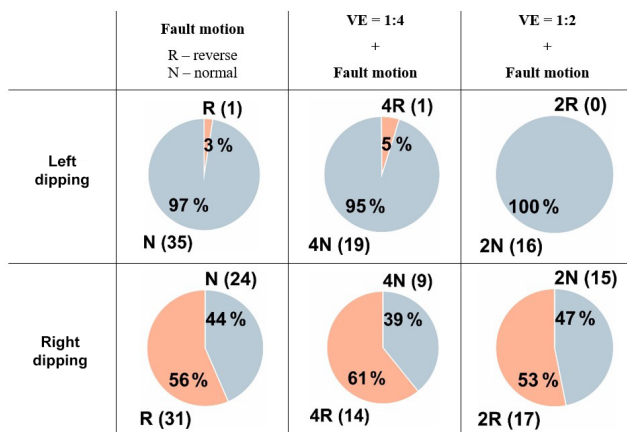 Fault motion
R – reverse
N – normal
VE = 1:4
+
Fault motion
VE = 1:2
+
Fault motion
Left
dipping
R (1)
3 %
97 %
N (35)
4R (1)
5 %
95 %
4N (19)
2R (0)
100 %
2N (16)
Right
dipping
N (24)
44 %
56 %
R (31)
4N (9)
39 %
61 %
4R (14)
2N (15)
47 %
53 %
2R (17)